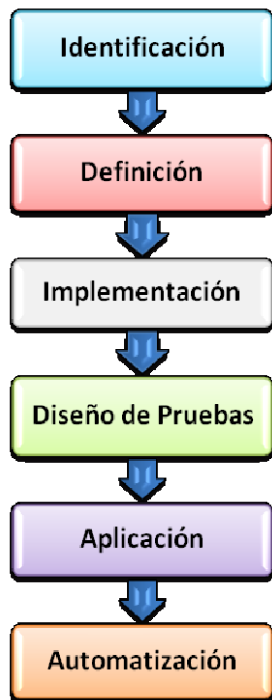 Identificación
Definición
Implementación
Diseño de Pruebas
Aplicación
Automatización